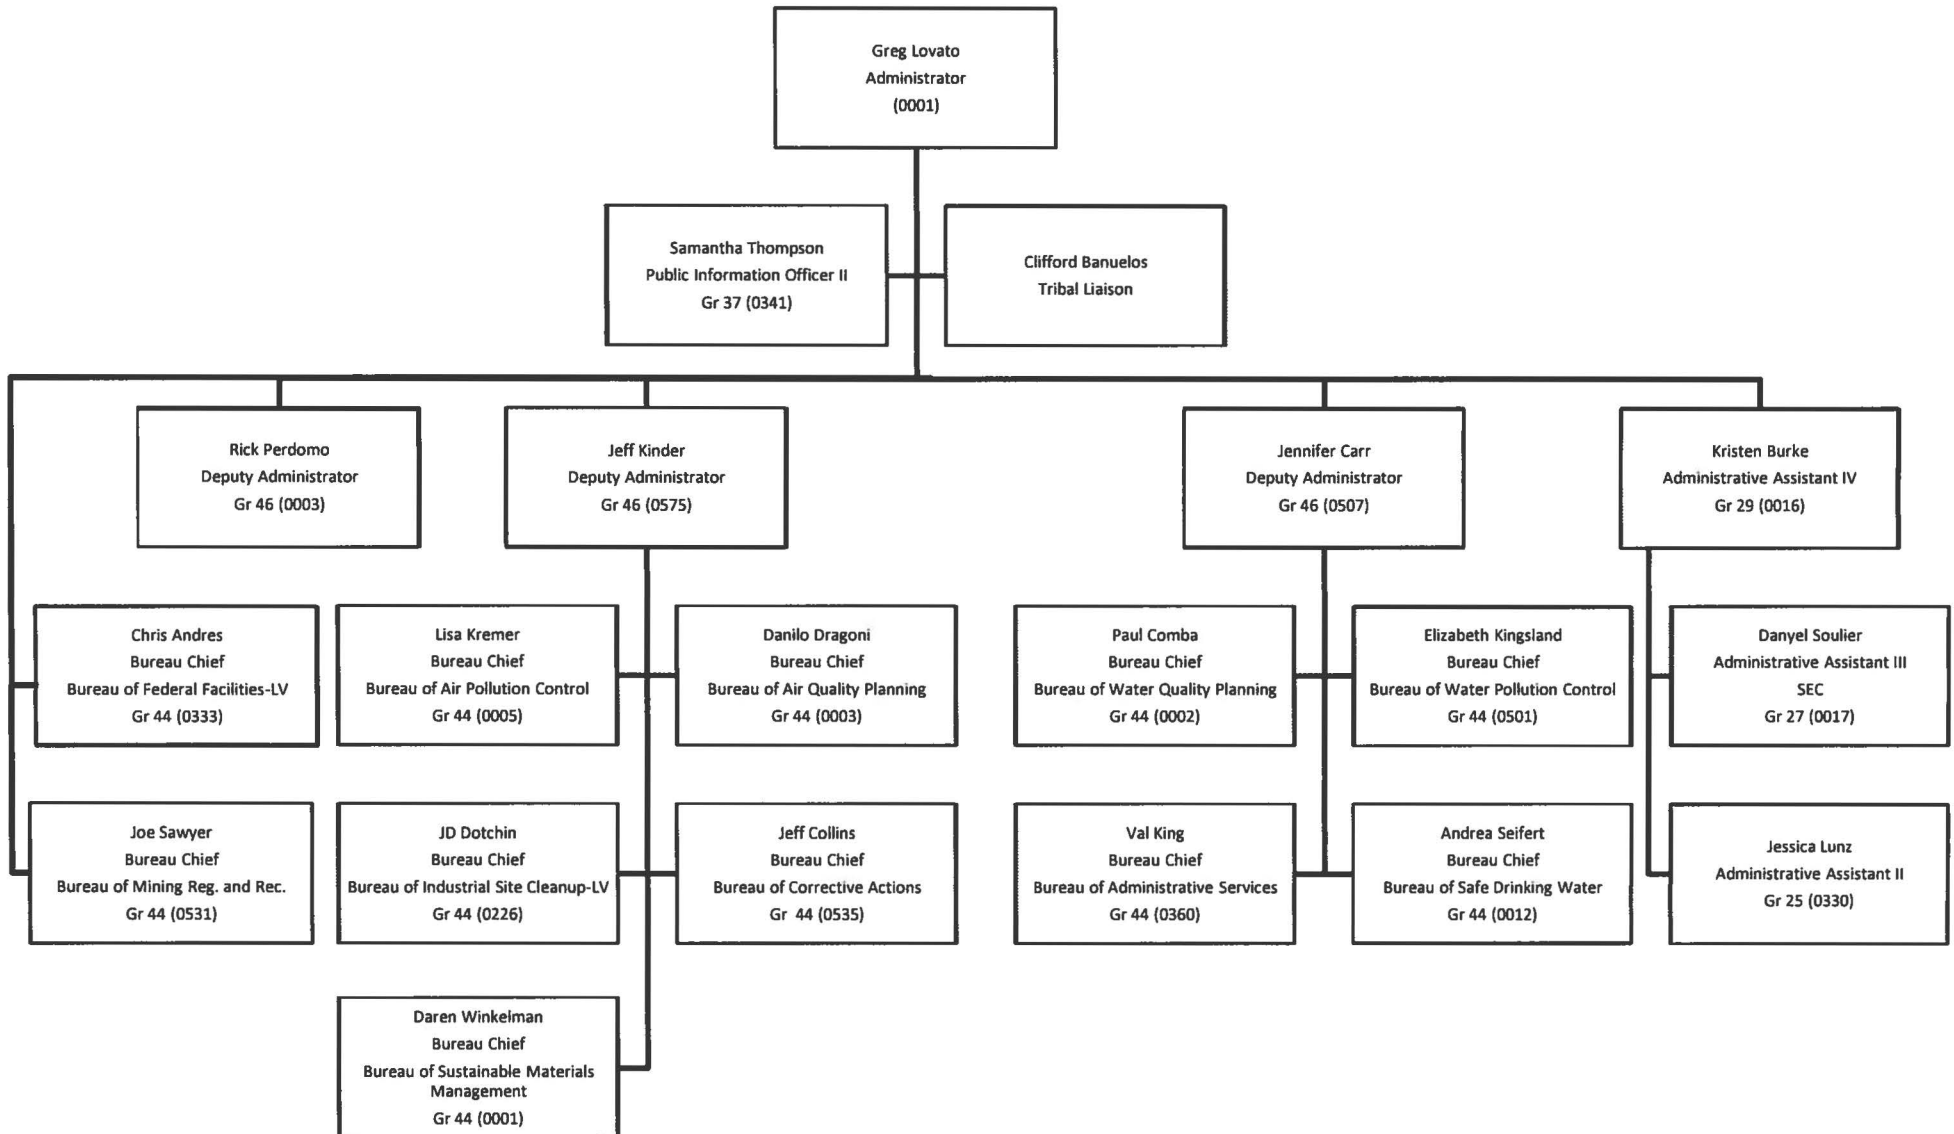 Greg Lovato
Administrator
(0001)
Samantha Thompson
Public Information Officer II
Gr 37 (0341)
Clifford Banuelos
Tribal Liaison
Rick Perdomo
Deputy Administrator
Gr 46 (0003)
Jeff Kinder
Deputy Administrator
Gr 46 (0575)
Jennifer Carr
Deputy Administrator
Gr 46 (0507)
Kristen Burke
Administrative Assistant IV
Gr 29 (0016)
Chris Andres
Bureau Chief
Bureau of Federal Facilities-LV
Gr 44 (0333)
Lisa Kremer
Bureau Chief
Bureau of Air Pollution Control
Gr 44 (0005)
Danilo Dragoni
Bureau Chief
Bureau of Air Quality Planning
Gr 44 (0003)
Paul Comba
Bureau Chief
Bureau of Water Quality Planning
Gr 44 (0002)
Elizabeth Kingsland
Bureau Chief
Bureau of Water Pollution Control
Gr 44 (0501)
Danyel Soulier
Administrative Assistant III
SEC
Gr 27 (0017)
Joe Sawyer
Bureau Chief
Bureau of Mining Reg. and Rec.
Gr 44 (0531)
JD Dotchin
Bureau Chief
Bureau of Industrial Site Cleanup-LV
Gr 44 (0226)
Jeff Collins
Bureau Chief
Bureau of Corrective Actions
Gr 44 (0535)
Val King
Bureau Chief
Bureau of Administrative Services
Gr 44 (0360)
Andrea Seifert
Bureau Chief
Bureau of Safe Drinking Water
Gr 44 (0012)
Jessica Lunz
Administrative Assistant II
Gr 25 (0330)
Daren Winkelman
Bureau Chief
Bureau of Sustainable Materials
Management
Gr 44 (0001)